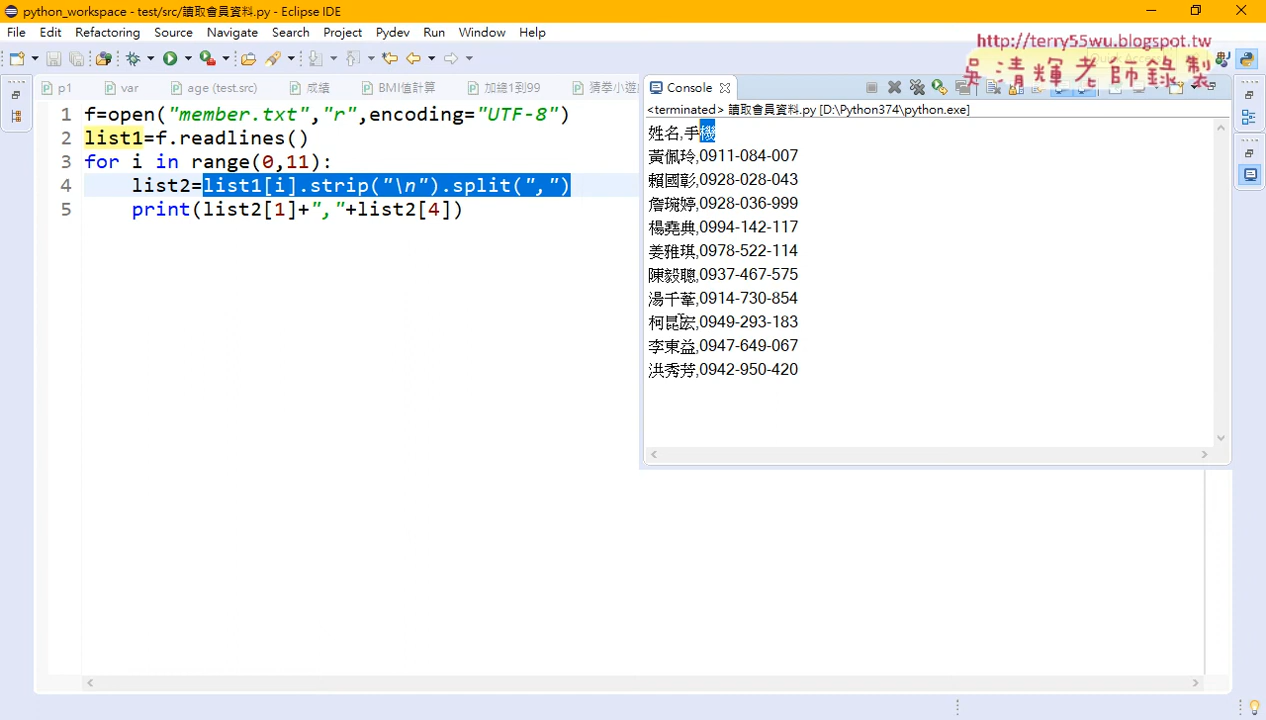 python_workspace - test/src/讀取會員資料.py - Eclipse IDE
File Edit Refactoring Source Navigate Search Project Pydev Run Window Help
http://terry55wu.blogspot.tw
吳清輝老師錄製
p1 var age (test.src) 成績 BMI值計算 加總1到99 猜拳小遊 Console
<terminated> 讀取會員資料.py [D:\Python374\python.exe]
1 f=open("member.txt","r",encoding="UTF-8")
2 list1=f.readlines()
3 for i in range(0,11):
4 list2=list1[i].strip("\n").split(",")
5 print(list2[1]+","+list2[4])
姓名,手機
黃佩玲,0911-084-007
賴國彰,0928-028-043
詹琬婷,0928-036-999
楊堯典,0994-142-117
姜雅琪,0978-522-114
陳毅聰,0937-467-575
湯千葦,0914-730-854
柯昆宏,0949-293-183
李東益,0947-649-067
洪秀芳,0942-950-420